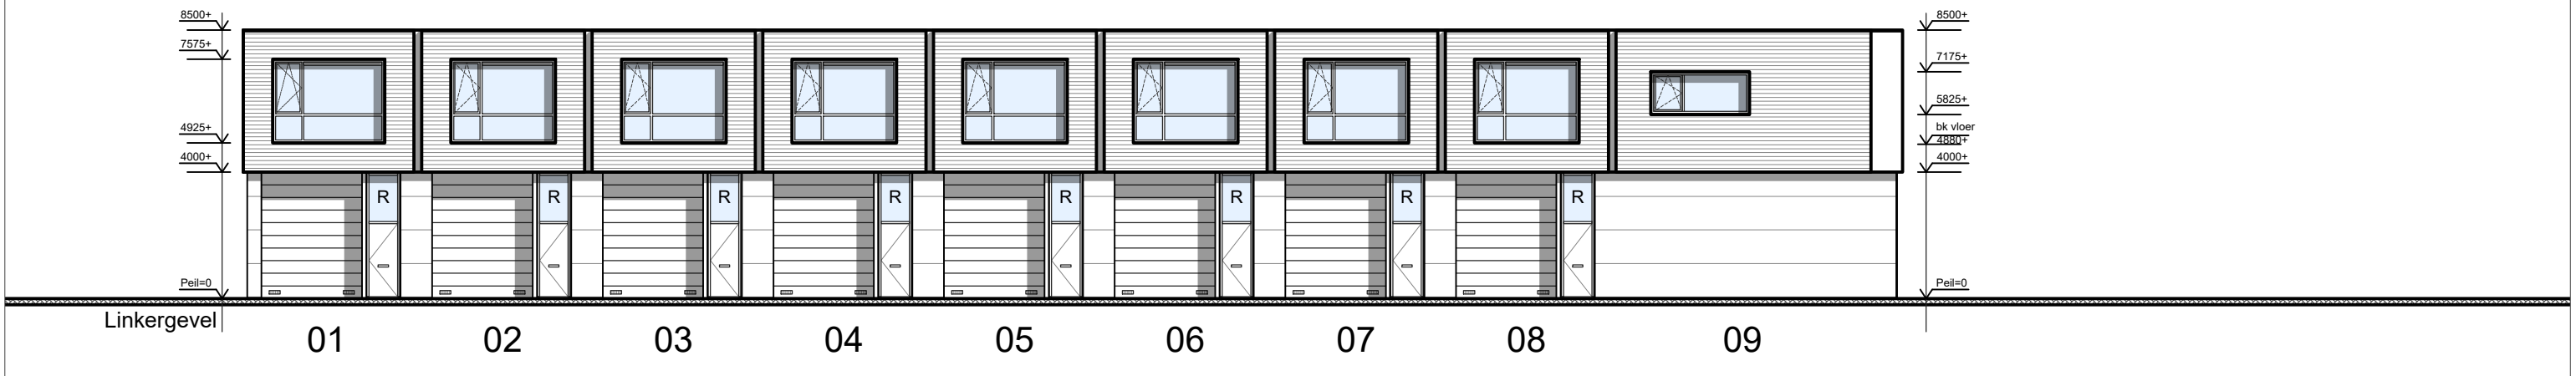 8500+
8500+
7575+
7175+
5825+
4925+
bk vloer
4880+
4000+
4000+
R R R R R R R R
Peil=0
Peil=0
Linkergevel
01 02 03 04 05 06 07 08 09